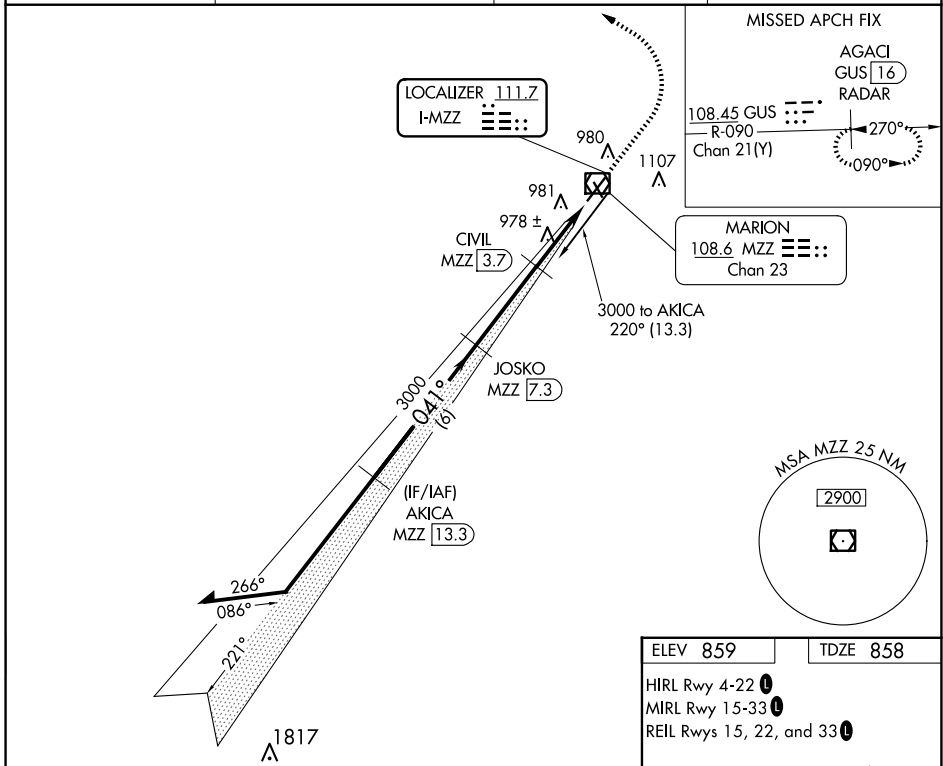 MISSED APCH FIX
AGACI
GUS 16
RADAR
108.45 GUS
R-090
Chan 21(Y)
270°
090°
LOCALIZER 111.7
I-MZZ
980
1107
981
978 ±
MARION
108.6 MZZ
Chan 23
CIVIL
MZZ 3.7
3000 to AKICA
220° (13.3)
JOSKO
MZZ 7.3
3000
041°
(6)
(IF/IAF)
AKICA
MZZ 13.3
266°
086°
221°
1817
MSA MZZ 25 NM
2900
ELEV 859
TDZE 858
HIRL Rwy 4-22 L
MIRL Rwy 15-33 L
REIL Rwys 15, 22, and 33 L